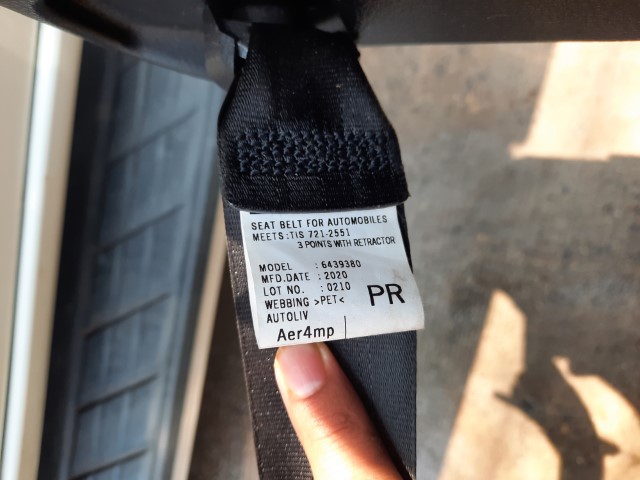 SEAT BELT FOR AUTOMOBILES
MEETS :TIS 721-2551
3 POINTS WITH RETRACTOR
MODEL : 6439380
MFD.DATE : 2020
LOT NO. : 0210
WEBBING >PET< PR
AUTOLIV
Aer4mp